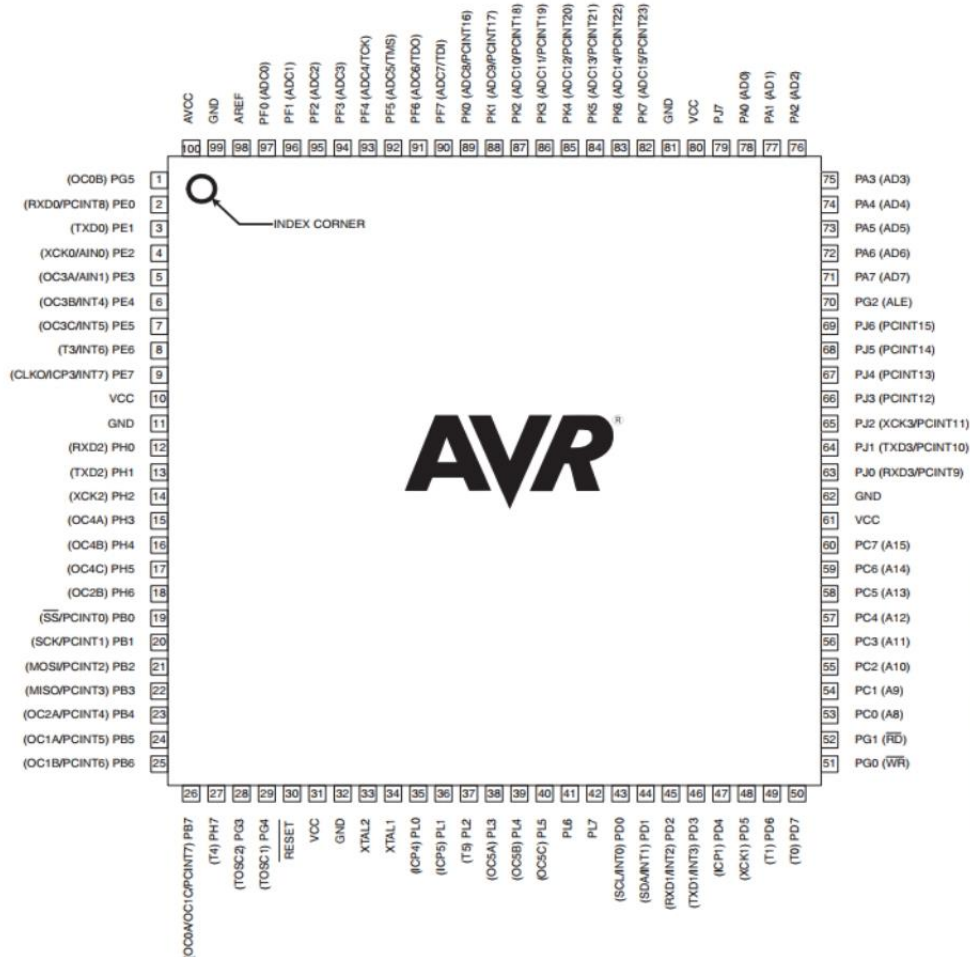 AVCC
GND
AREF
PF0 (ADC0)
PF1 (ADC1)
PF2 (ADC2)
PF3 (ADC3)
PF4 (ADC4/TCK)
PF5 (ADC5/TMS)
PF6 (ADC6/TDO)
PF7 (ADC7/TDI)
PK0 (ADC8/PCINT16)
PK1 (ADC9/PCINT17)
PK2 (ADC10/PCINT18)
PK3 (ADC11/PCINT19)
PK4 (ADC12/PCINT20)
PK5 (ADC13/PCINT21)
PK6 (ADC14/PCINT22)
PK7 (ADC15/PCINT23)
GND
VCC
PJ7
PA0 (AD0)
PA1 (AD1)
PA2 (AD2)
100 99 98 97 96 95 94 93 92 91 90 89 88 87 86 85 84 83 82 81 80 79 78 77 76
(OC0B) PG5 1
(RXD0/PCINT8) PE0 2
(TXD0) PE1 3
(XCK0/AIN0) PE2 4
(OC3A/AIN1) PE3 5
(OC3B/INT4) PE4 6
(OC3C/INT5) PE5 7
(T3/INT6) PE6 8
(CLKO/ICP3/INT7) PE7 9
VCC 10
GND 11
(RXD2) PH0 12
(TXD2) PH1 13
(XCK2) PH2 14
(OC4A) PH3 15
(OC4B) PH4 16
(OC4C) PH5 17
(OC2B) PH6 18
(SS/PCINT0) PB0 19
(SCK/PCINT1) PB1 20
(MOSI/PCINT2) PB2 21
(MISO/PCINT3) PB3 22
(OC2A/PCINT4) PB4 23
(OC1A/PCINT5) PB5 24
(OC1B/PCINT6) PB6 25
INDEX CORNER
AVR®
75 PA3 (AD3)
74 PA4 (AD4)
73 PA5 (AD5)
72 PA6 (AD6)
71 PA7 (AD7)
70 PG2 (ALE)
69 PJ6 (PCINT15)
68 PJ5 (PCINT14)
67 PJ4 (PCINT13)
66 PJ3 (PCINT12)
65 PJ2 (XCK3/PCINT11)
64 PJ1 (TXD3/PCINT10)
63 PJ0 (RXD3/PCINT9)
62 GND
61 VCC
60 PC7 (A15)
59 PC6 (A14)
58 PC5 (A13)
57 PC4 (A12)
56 PC3 (A11)
55 PC2 (A10)
54 PC1 (A9)
53 PC0 (A8)
52 PG1 (RD)
51 PG0 (WR)
26 27 28 29 30 31 32 33 34 35 36 37 38 39 40 41 42 43 44 45 46 47 48 49 50
(OC0A/OC1C/PCINT7) PB7
(T4) PH7
(TOSC2) PG3
(TOSC1) PG4
RESET
VCC
GND
XTAL2
XTAL1
(ICP4) PL0
(ICP5) PL1
(T5) PL2
(OC5A) PL3
(OC5B) PL4
(OC5C) PL5
PL6
PL7
(SCL/INT0) PD0
(SDA/INT1) PD1
(RXD1/INT2) PD2
(TXD1/INT3) PD3
(ICP1) PD4
(XCK1) PD5
(T1) PD6
(T0) PD7